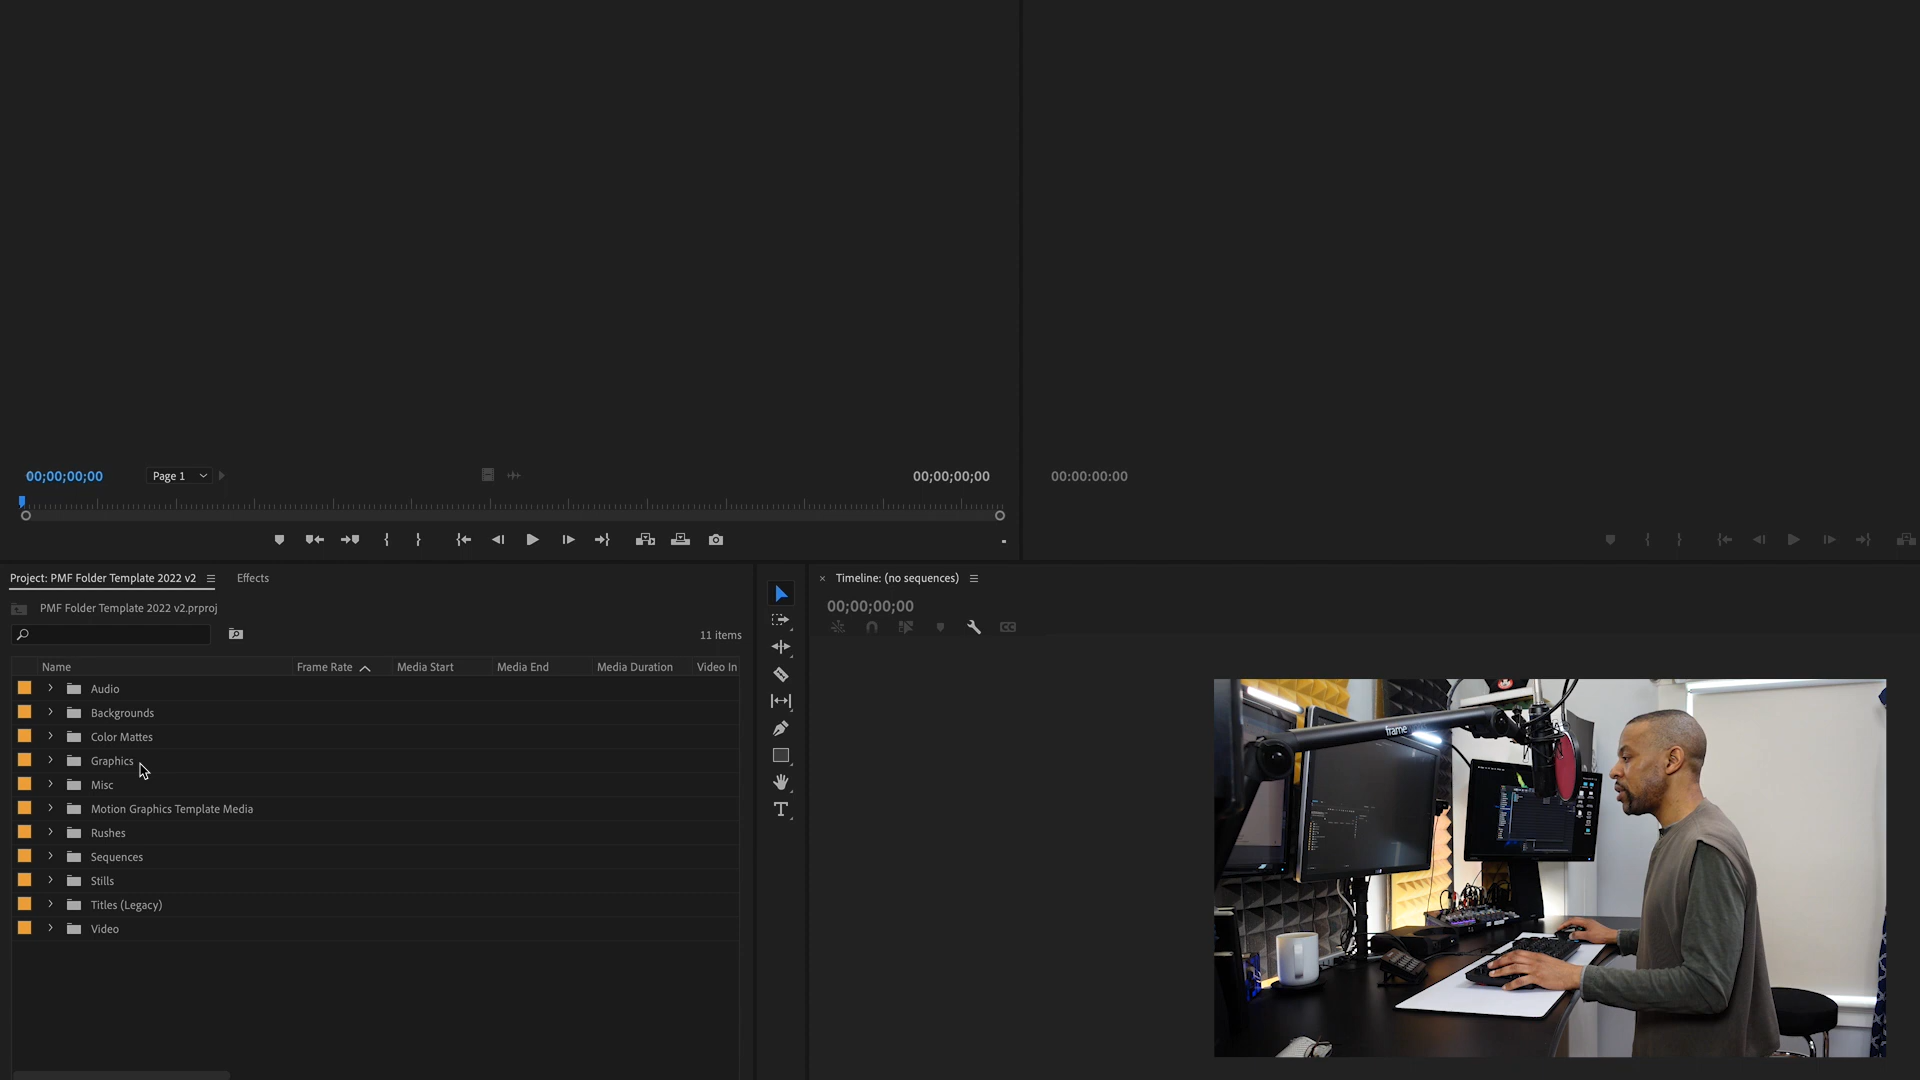 00;00;00;00
Page 1
00;00;00;00
00:00:00:00
Project: PMF Folder Template 2022 v2
Effects
PMF Folder Template 2022 v2.prproj
11 items
Name
Frame Rate
Media Start
Media End
Media Duration
Video In
Audio
Backgrounds
Color Mattes
Graphics
Misc
Motion Graphics Template Media
Rushes
Sequences
Stills
Titles (Legacy)
Video
T
× Timeline: (no sequences)
00;00;00;00
CC
frame